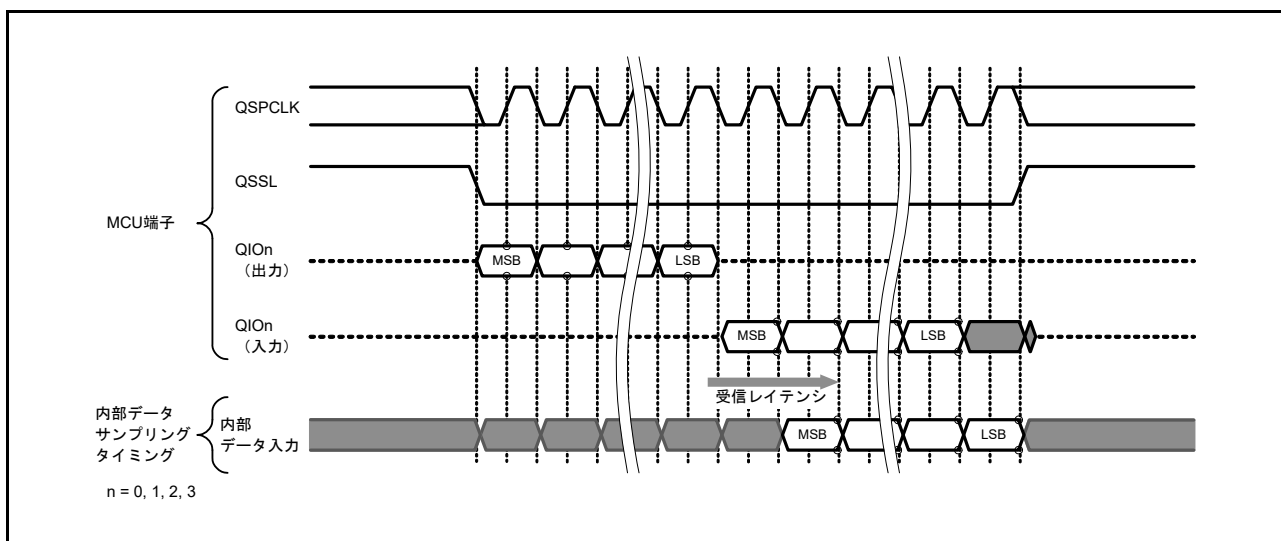 QSPCLK
QSSL
MCU端子
QIOn
（出力）
MSB
LSB
QIOn
（入力）
MSB
LSB
受信レイテンシ
内部データ
サンプリング
タイミング
内部
データ入力
MSB
LSB
n = 0, 1, 2, 3